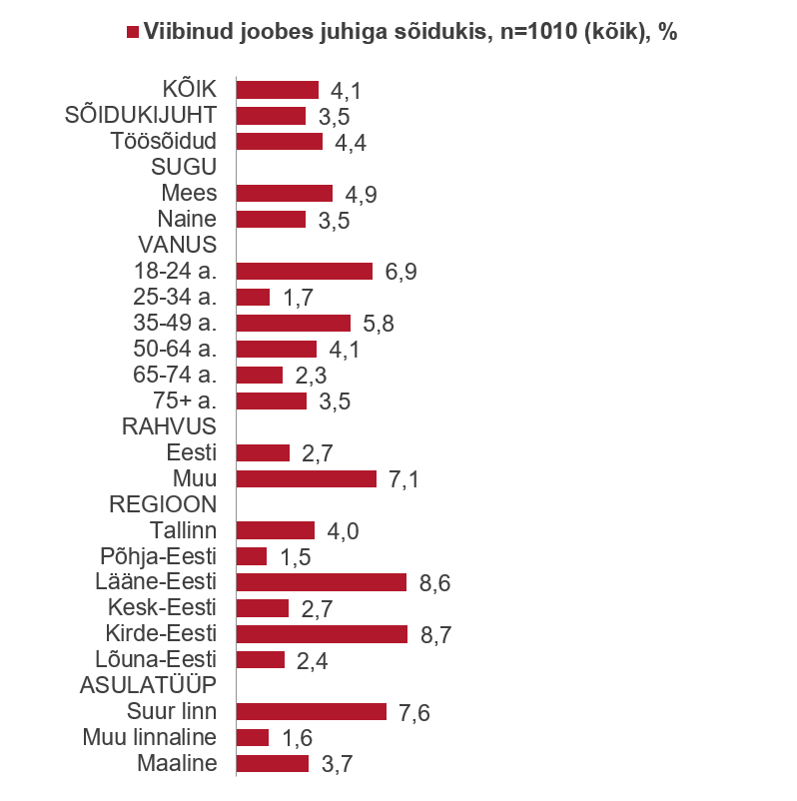 Viibinud joobes juhiga sõidukis, n=1010 (kõik), %
KÕIK 4,1
SÕIDUKIJUHT 3,5
Töösõidud 4,4
SUGU
Mees 4,9
Naine 3,5
VANUS
18-24 a. 6,9
25-34 a. 1,7
35-49 a. 5,8
50-64 a. 4,1
65-74 a. 2,3
75+ a. 3,5
RAHVUS
Eesti 2,7
Muu 7,1
REGIOON
Tallinn 4,0
Põhja-Eesti 1,5
Lääne-Eesti 8,6
Kesk-Eesti 2,7
Kirde-Eesti 8,7
Lõuna-Eesti 2,4
ASULATÜÜP
Suur linn 7,6
Muu linnaline 1,6
Maaline 3,7